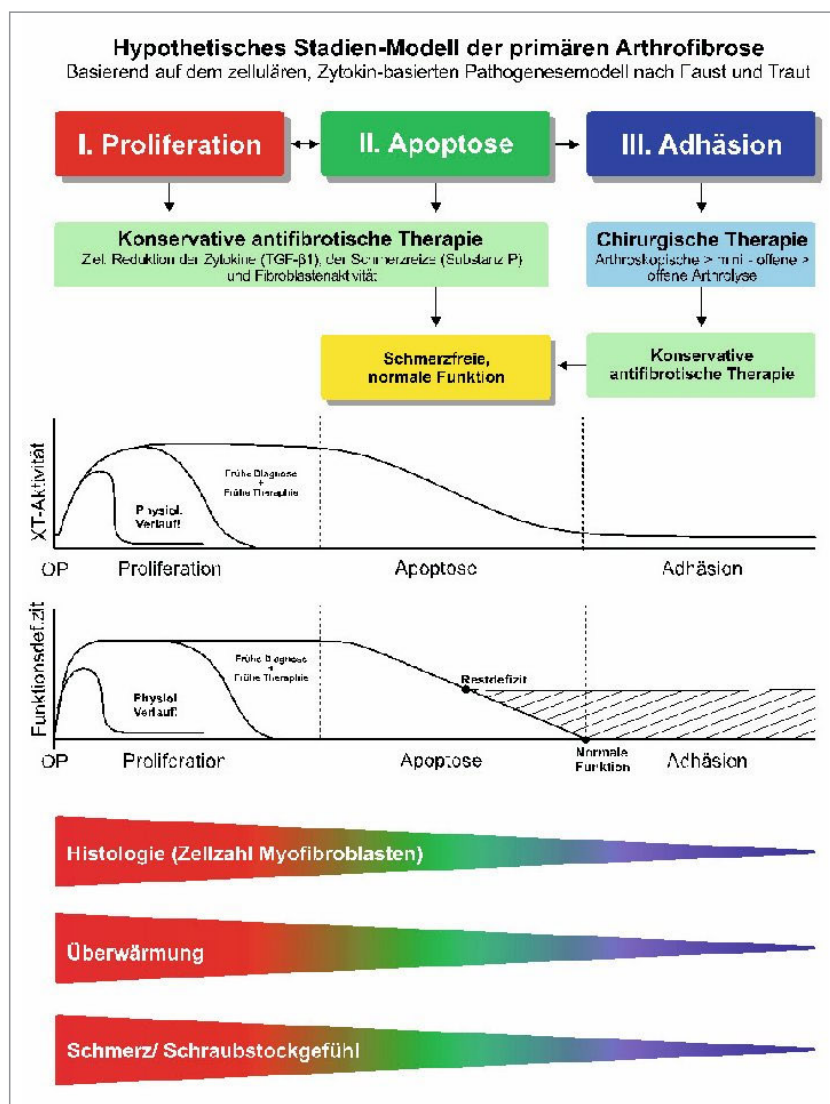 Hypothetisches Stadien-Modell der primären Arthrofibrose
Basierend auf dem zellulären, Zytokin-basierten Pathogenesemodell nach Faust und Traut
I. Proliferation
II. Apoptose
III. Adhäsion
Konservative antifibrotische Therapie
Ziel: Reduktion der Zytokine (TGF-β1), der Schmerzreize (Substanz P)
und Fibroblastenaktivität
Chirurgische Therapie
Arthroskopische > mini - offene >
offene Arthrolyse
Schmerzfreie,
normale Funktion
Konservative
antifibrotische Therapie
XT-Aktivität
Physiol.
Verlauf!
Frühe Diagnose
+
Frühe Theraphie
OP
Proliferation
Apoptose
Adhäsion
Funktionsdefizit
Physiol
Verlauf!
Frühe Diagnose
+
Frühe Theraphie
Restdefizit
OP
Proliferation
Apoptose
Normale
Funktion
Adhäsion
Histologie (Zellzahl Myofibroblasten)
Überwärmung
Schmerz/ Schraubstockgefühl